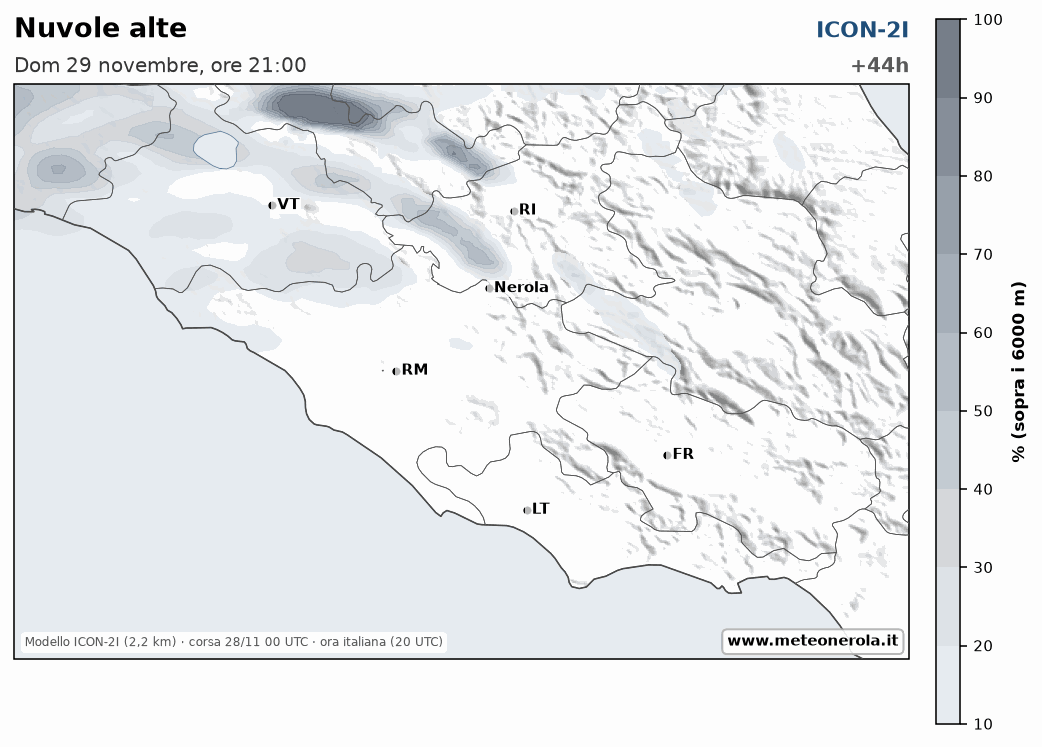 Nuvole alte
ICON-2I
Dom 29 novembre, ore 21:00
+44h
100
90
80
70
60
50
40
30
20
10
% (sopra i 6000 m)
VT
RI
Nerola
RM
FR
LT
Modello ICON-2I (2,2 km) · corsa 28/11 00 UTC · ora italiana (20 UTC)
www.meteonerola.it